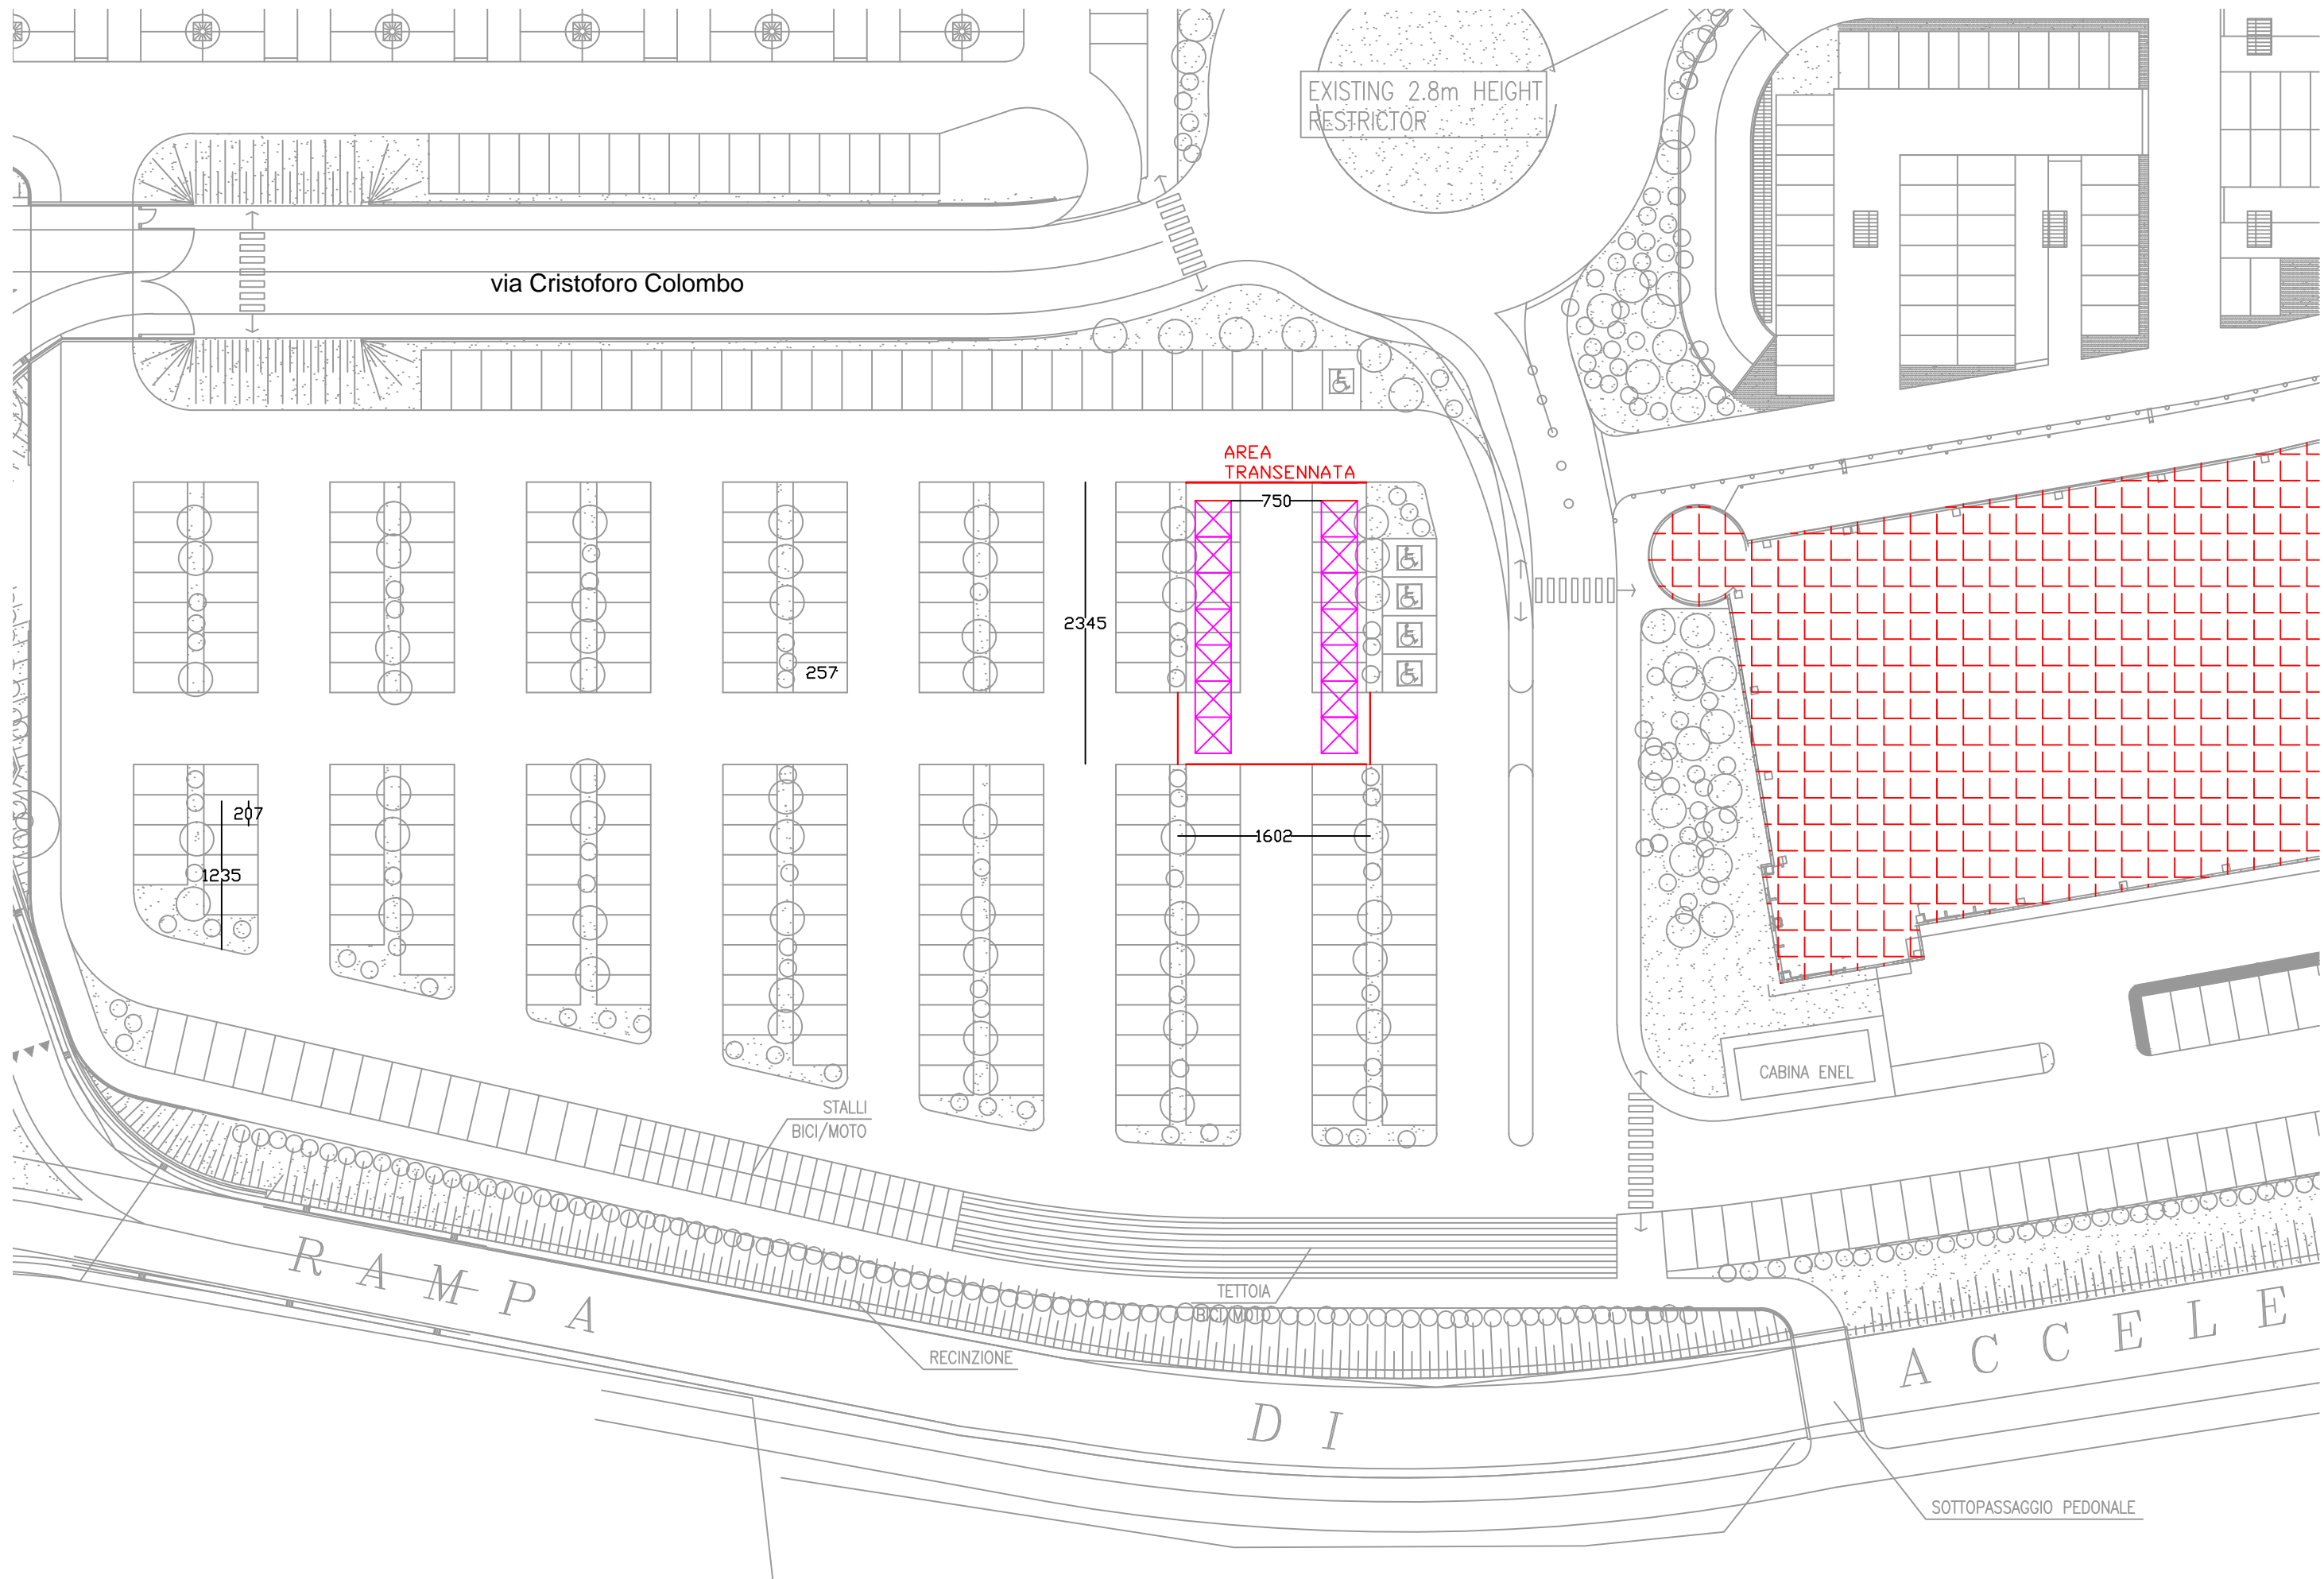 EXISTING 2.8m HEIGHT
RESTRICTOR
via Cristoforo Colombo
AREA
TRANSENNATA
750
2345
257
207
1602
1235
CABINA ENEL
STALLI
BICI/MOTO
TETTOIA
BICI/MOTO
RECINZIONE
RAMPA DI ACCELE
SOTTOPASSAGGIO PEDONALE